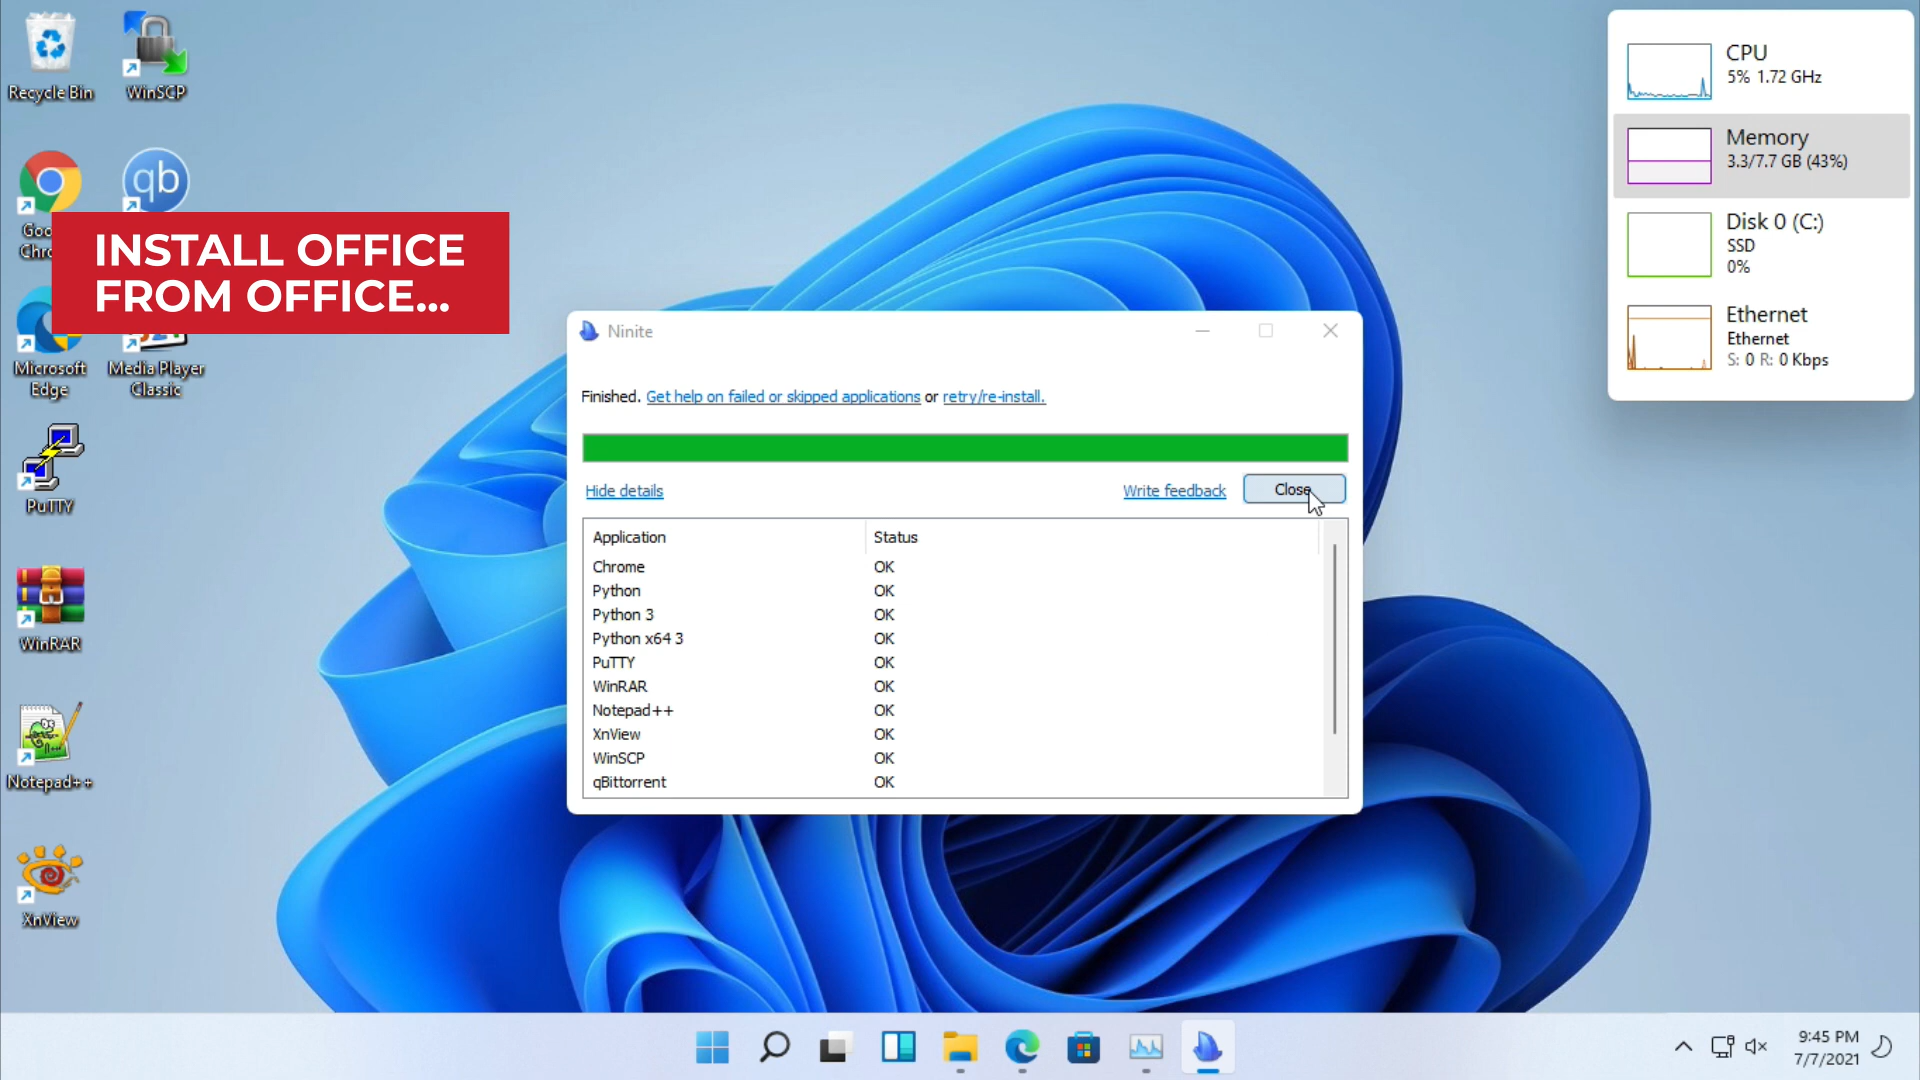 Recycle Bin
WinSCP
Goo
Chro
qb
INSTALL OFFICE
FROM OFFICE...
Microsoft
Edge
Media Player
Classic
PuTTY
WinRAR
Notepad++
XnView
Ninite
Finished. Get help on failed or skipped applications or retry/re-install.
Hide details
Write feedback
Close
Application Status
Chrome OK
Python OK
Python 3 OK
Python x64 3 OK
PuTTY OK
WinRAR OK
Notepad++ OK
XnView OK
WinSCP OK
qBittorrent OK
CPU
5% 1.72 GHz
Memory
3.3/7.7 GB (43%)
Disk 0 (C:)
SSD
0%
Ethernet
Ethernet
S: 0 R: 0 Kbps
9:45 PM
7/7/2021